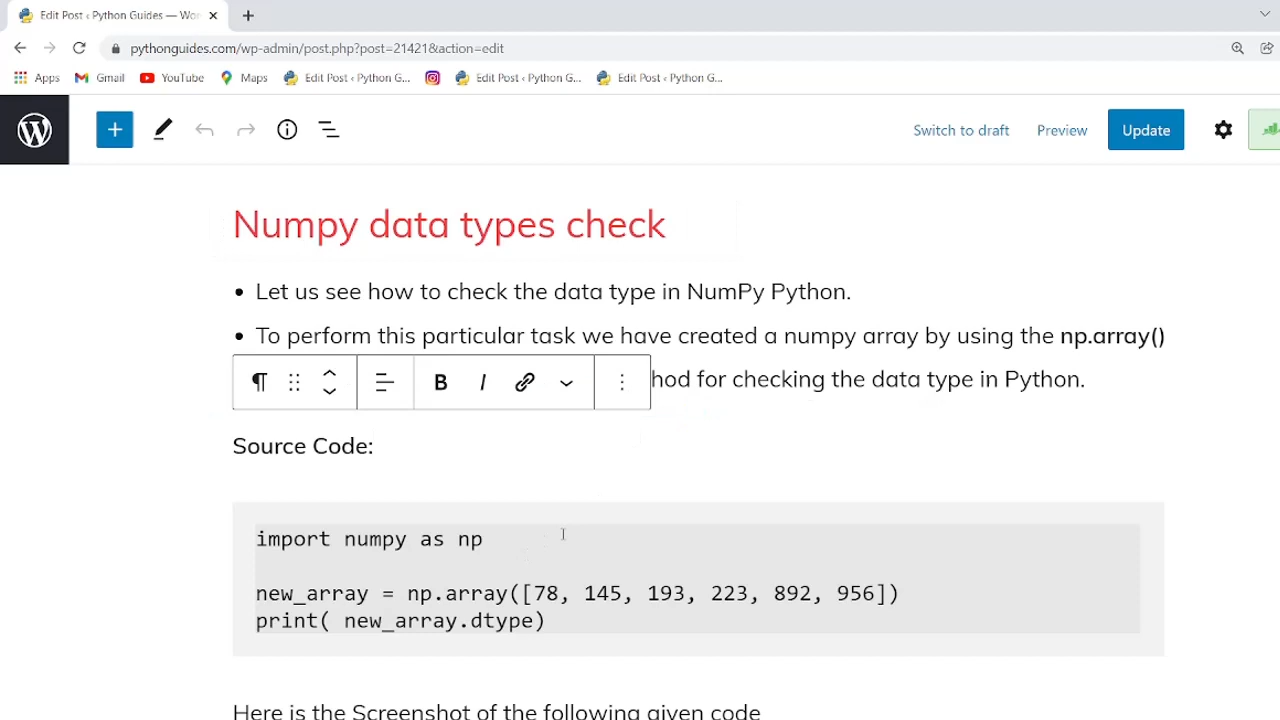 Edit Post ‹ Python Guides — Wor
pythonguides.com/wp-admin/post.php?post=21421&action=edit
Apps Gmail YouTube Maps Edit Post ‹ Python G... Edit Post ‹ Python G... Edit Post ‹ Python G...
Switch to draft Preview Update
Numpy data types check
• Let us see how to check the data type in NumPy Python.
• To perform this particular task we have created a numpy array by using the np.array()
B I hod for checking the data type in Python.
Source Code:
import numpy as np
new_array = np.array([78, 145, 193, 223, 892, 956])
print( new_array.dtype)
Here is the Screenshot of the following given code